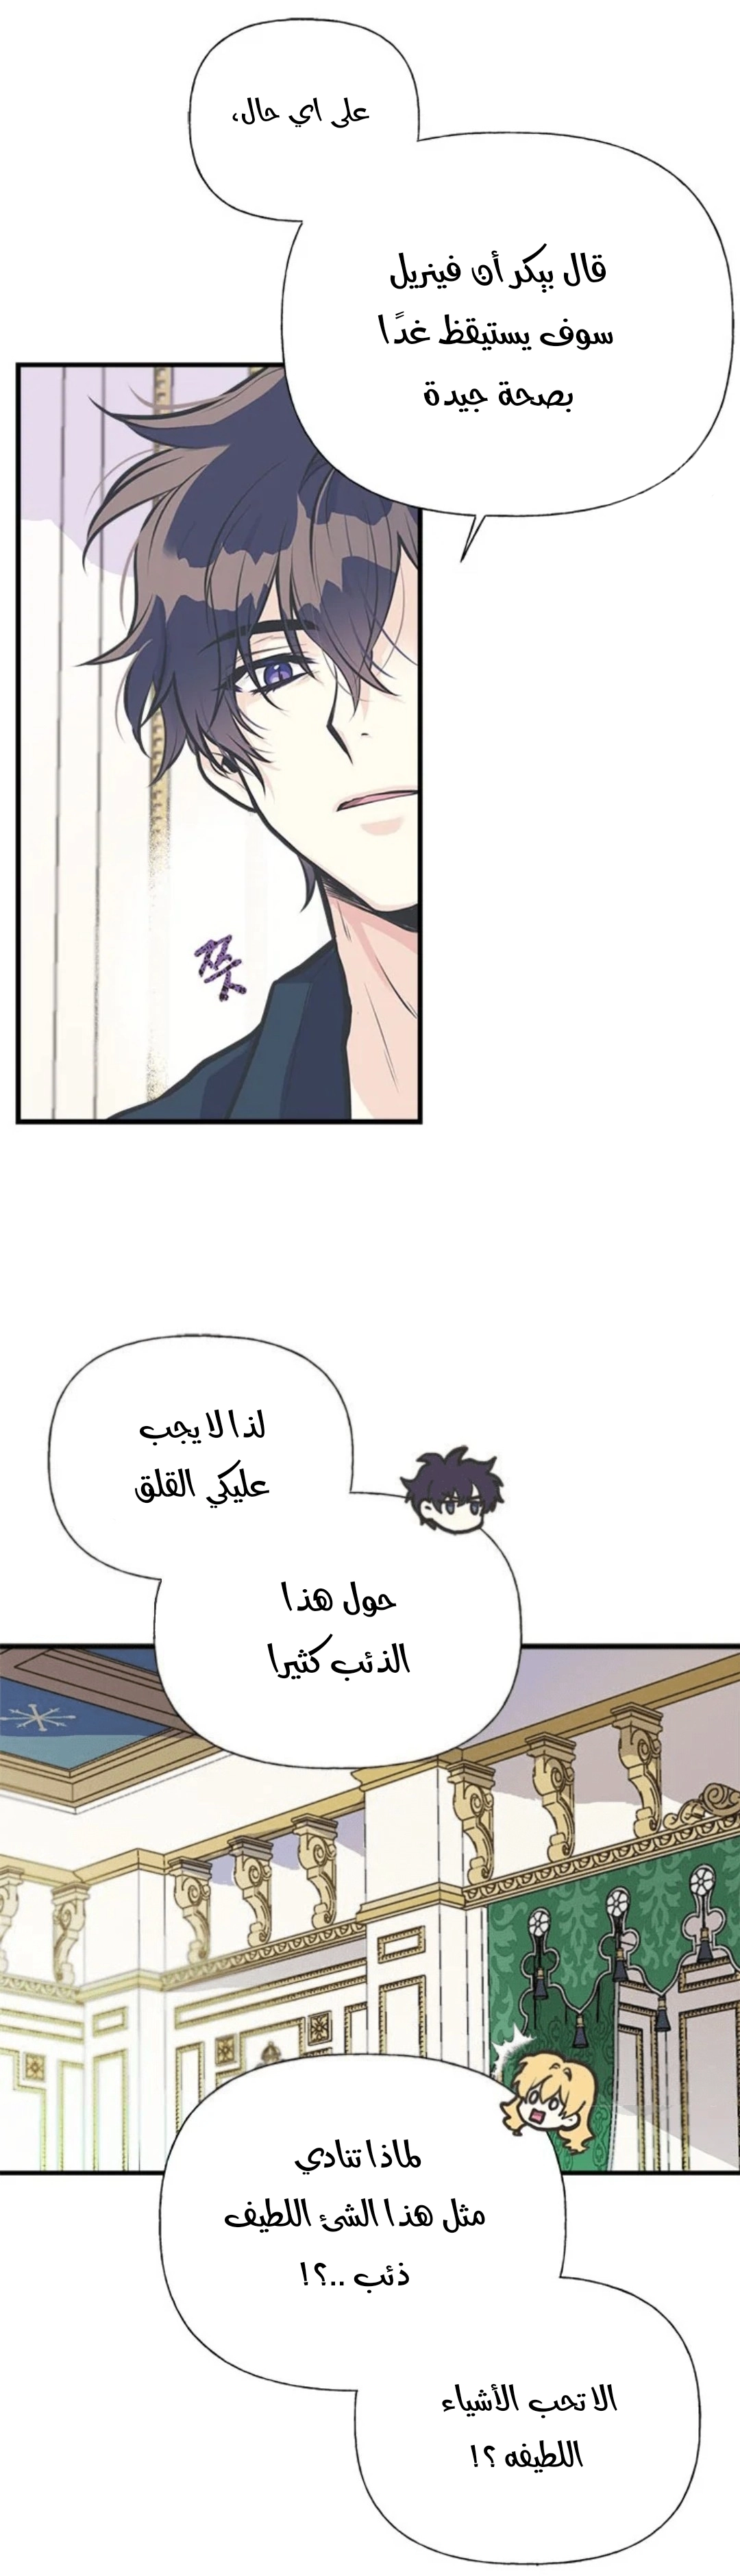 على اي حال،
قال بيكر أن فينريل
سوف يستيقظ غدًا
بصحة جيدة
쯧
لذا لا يجب
عليكي القلق
حول هذا
الذئب كثيرا
لماذا تنادي
مثل هذا الشئ اللطيف
ذئب ..؟!
الا تحب الأشياء
اللطيفه ؟!